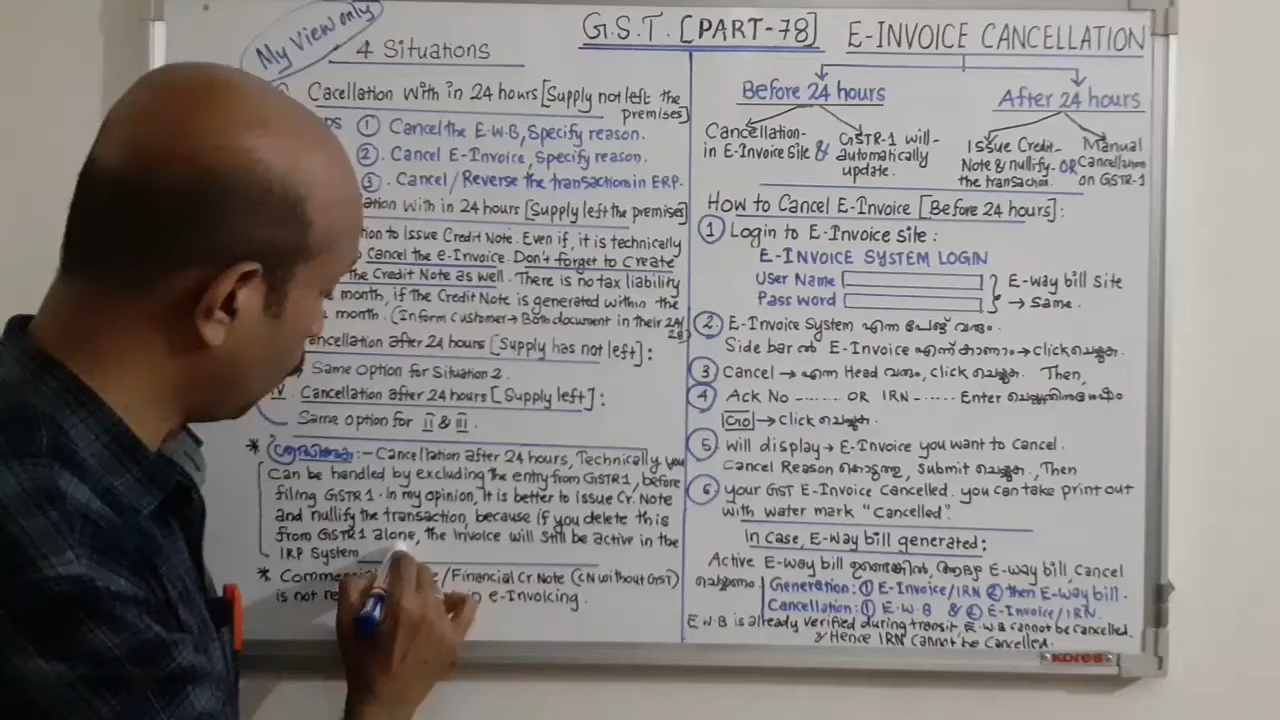 My View only
4 Situations
G.S.T. [PART-78]
E-INVOICE CANCELLATION
Cacellation With in 24 hours [Supply not left the
premises]
① Cancel the E.W.B, Specify reason.
②. Cancel E-Invoice, Specify reason.
③. Cancel/Reverse the transactions in ERP.
ation With in 24 hours [Supply left the premises]
ion to Issue Credit Note. Even if, it is technically
Cancel the e-Invoice. Don't forget to Create
the Credit Note as well. There is no tax liability
month, if the Credit Note is generated within the
month. (Inform Customer → Both document in their 2A/
2B)
ancellation after 24 hours [Supply has not left]:
Same Option for Situation 2.
IV. Cancellation after 24 hours [Supply left]:
Same Option for II & III.
* :- Cancellation after 24 hours, Technically you
Can be handled by excluding the entry from GSTR1, before
filing GSTR1. In my opinion, it is better to issue Cr. Note
and nullify the transaction, because if you delete this
from GSTR1 alone, the Invoice will still be active in the
IRP System
* Commerci /Financial Cr.Note (CN without GST)
is not re in e-Invoicing.
Before 24 hours
After 24 hours
Cancellation-
in E-Invoice Site & GSTR-1 will-
automatically
update.
Issue Credit-
Note & nullify-
the transaction. OR Manual
Cancellation
on GSTR-1
How to Cancel E-Invoice [Before 24 hours]:
① Login to E-Invoice Site:
E-INVOICE SYSTEM LOGIN
User Name
Pass word
E-way bill Site
→ Same.
②. E-Invoice System എന്ന പേജ് വരും.
Side bar ൽ E-Invoice എന്ന് കാണാം → Click ചെയ്യുക.
③ Cancel → എന്ന Head വരും, click ചെയ്യുക. Then,
④ Ack No ........ OR IRN ....... Enter
Go → Click ചെയ്യുക.
⑤ Will display → E-Invoice you want to Cancel.
Cancel Reason കൊടുത്തു, Submit ചെയ്യുക, Then
⑥ your GST E-Invoice Cancelled. you can take print out
with water mark "Cancelled".
In Case, E-Way bill generated:
Active E-way bill ഉണ്ടെങ്കിൽ, ആദ്യം E-way bill, Cancel
ചെയ്യണം
Generation: ① E-Invoice/IRN ② then E-way bill.
Cancellation: ① E.W.B & ② E-Invoice/IRN.
E.W.B is already verified during transit, E.W.B cannot be cancelled.
& Hence IRN cannot be Cancelled.
kores